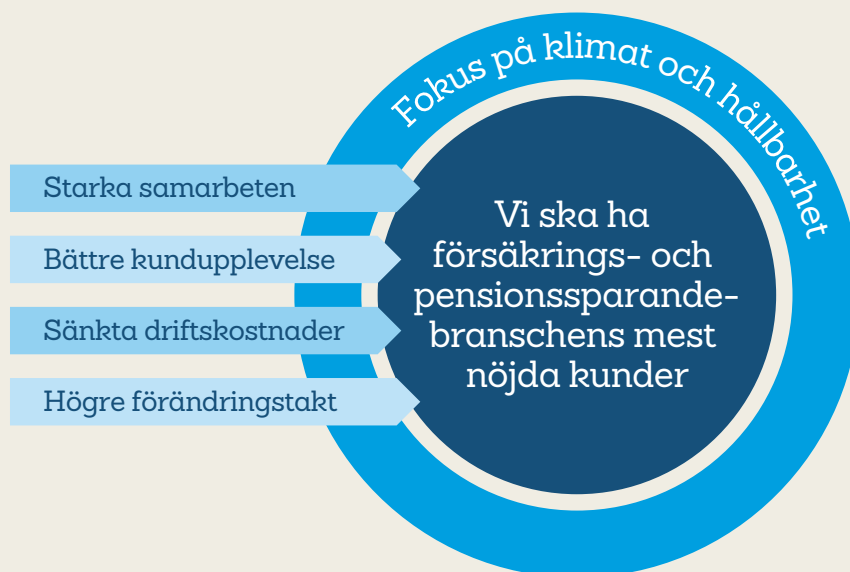 Fokus på klimat och hållbarhet
Starka samarbeten
Bättre kundupplevelse
Sänkta driftskostnader
Högre förändringstakt
Vi ska ha
försäkrings- och
pensionssparande-
branschens mest
nöjda kunder